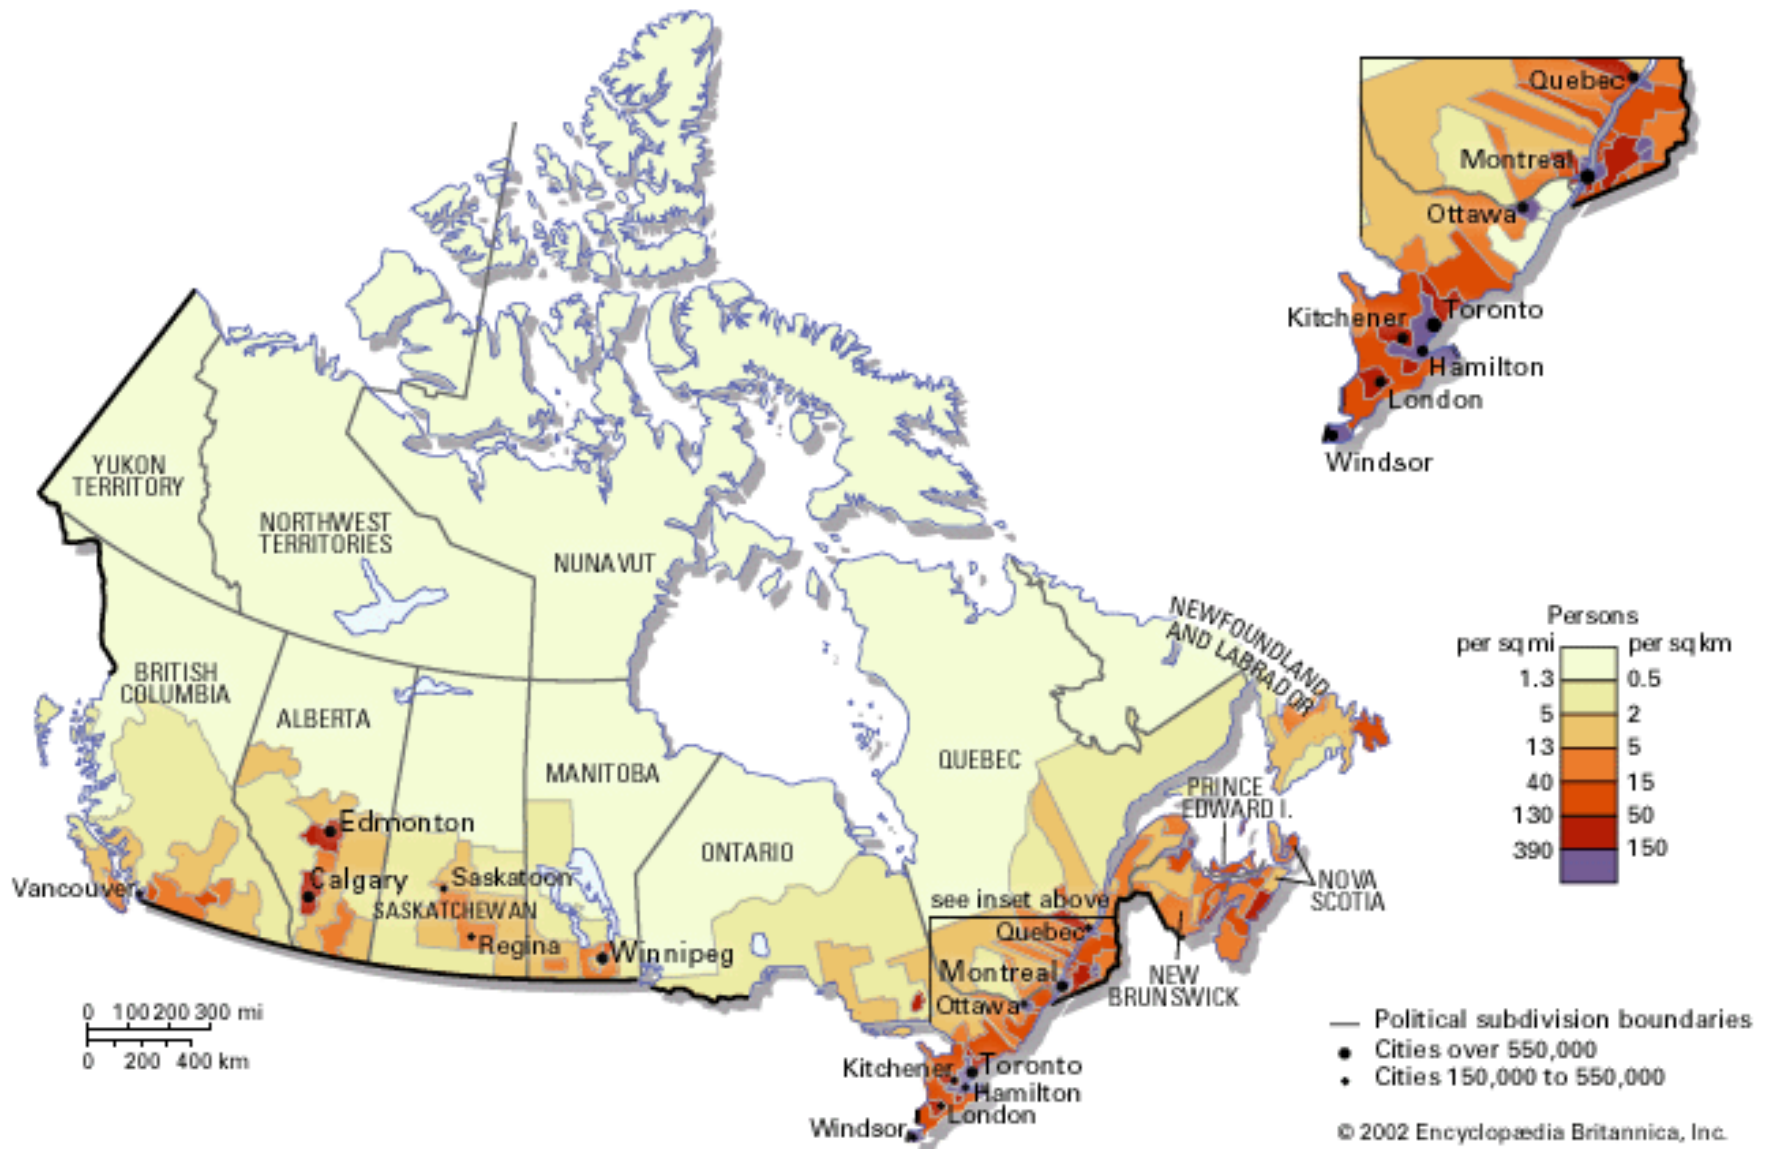 Quebec
Montreal
Ottawa
Kitchener
Toronto
Hamilton
London
Windsor
YUKON
TERRITORY
NORTHWEST
TERRITORIES
NUNAVUT
NEWFOUNDLAND
AND LABRADOR
BRITISH
COLUMBIA
ALBERTA
MANITOBA
QUEBEC
PRINCE
EDWARD I.
ONTARIO
Edmonton
Calgary
Saskatoon
SASKATCHEWAN
Vancouver
Regina
Winnipeg
see inset above
NOVA
SCOTIA
Quebec
Montreal
Ottawa
NEW
BRUNSWICK
Kitchener
Toronto
Hamilton
London
Windsor
Persons
per sq mi per sq km
1.3 0.5
5 2
13 5
40 15
130 50
390 150
0 100 200 300 mi
0 200 400 km
Political subdivision boundaries
Cities over 550,000
Cities 150,000 to 550,000
© 2002 Encyclopædia Britannica, Inc.